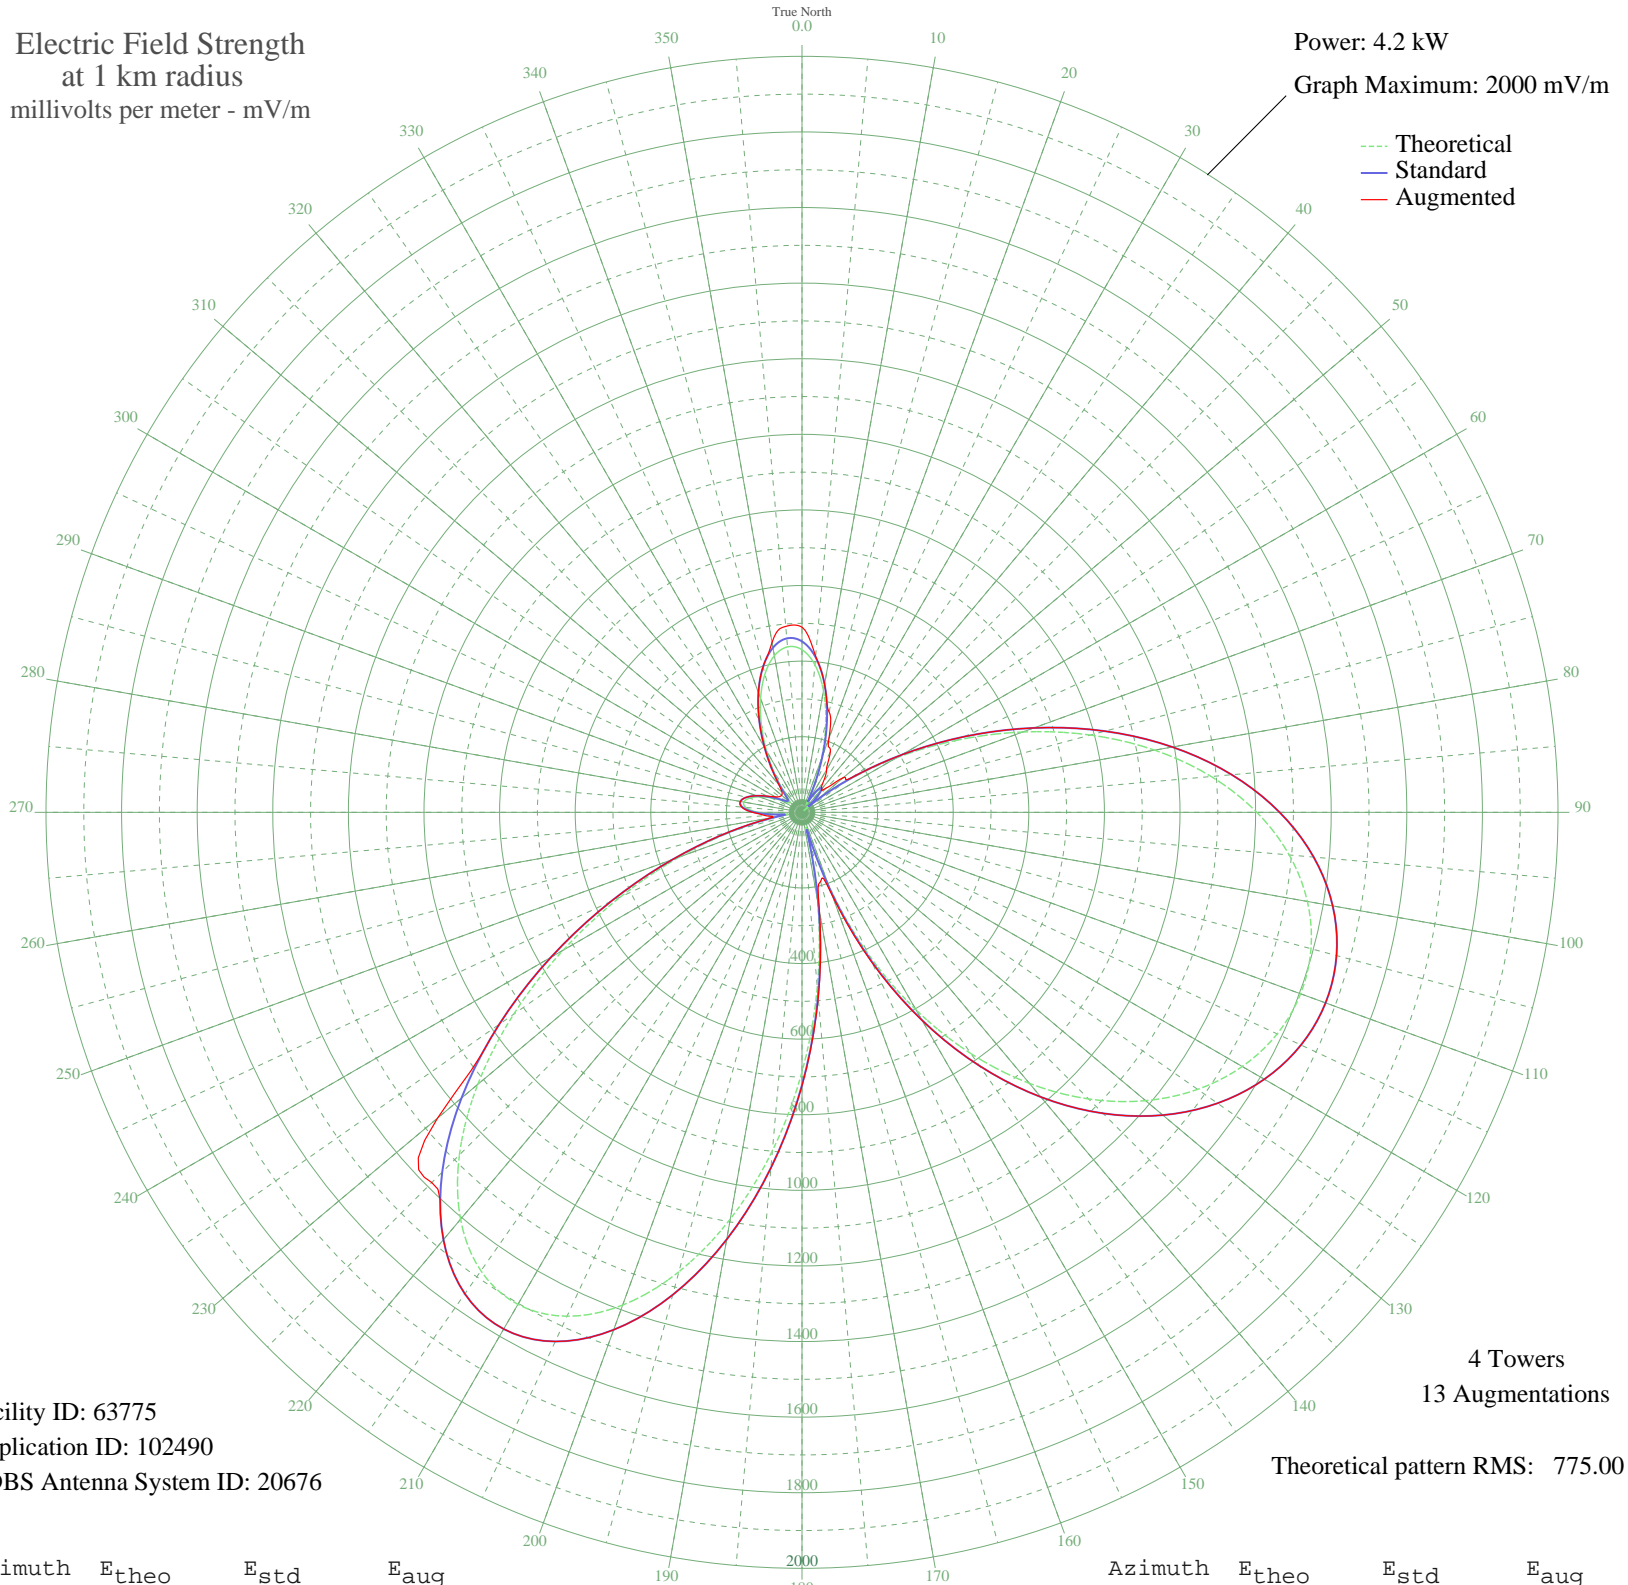 True North
0.0
Electric Field Strength
at 1 km radius
millivolts per meter - mV/m
Power: 4.2 kW
Graph Maximum: 2000 mV/m
Theoretical
Standard
Augmented
10
20
30
40
50
60
70
80
90
100
110
120
130
140
150
160
170
190
200
210
220
230
240
250
260
270
280
290
300
310
320
330
340
350
400
600
800
1000
1200
1400
1600
1800
2000
4 Towers
13 Augmentations
Theoretical pattern RMS: 775.00
cility ID: 63775
plication ID: 102490
DBS Antenna System ID: 20676
imuth Etheo Estd Eaug
Azimuth Etheo Estd Eaug